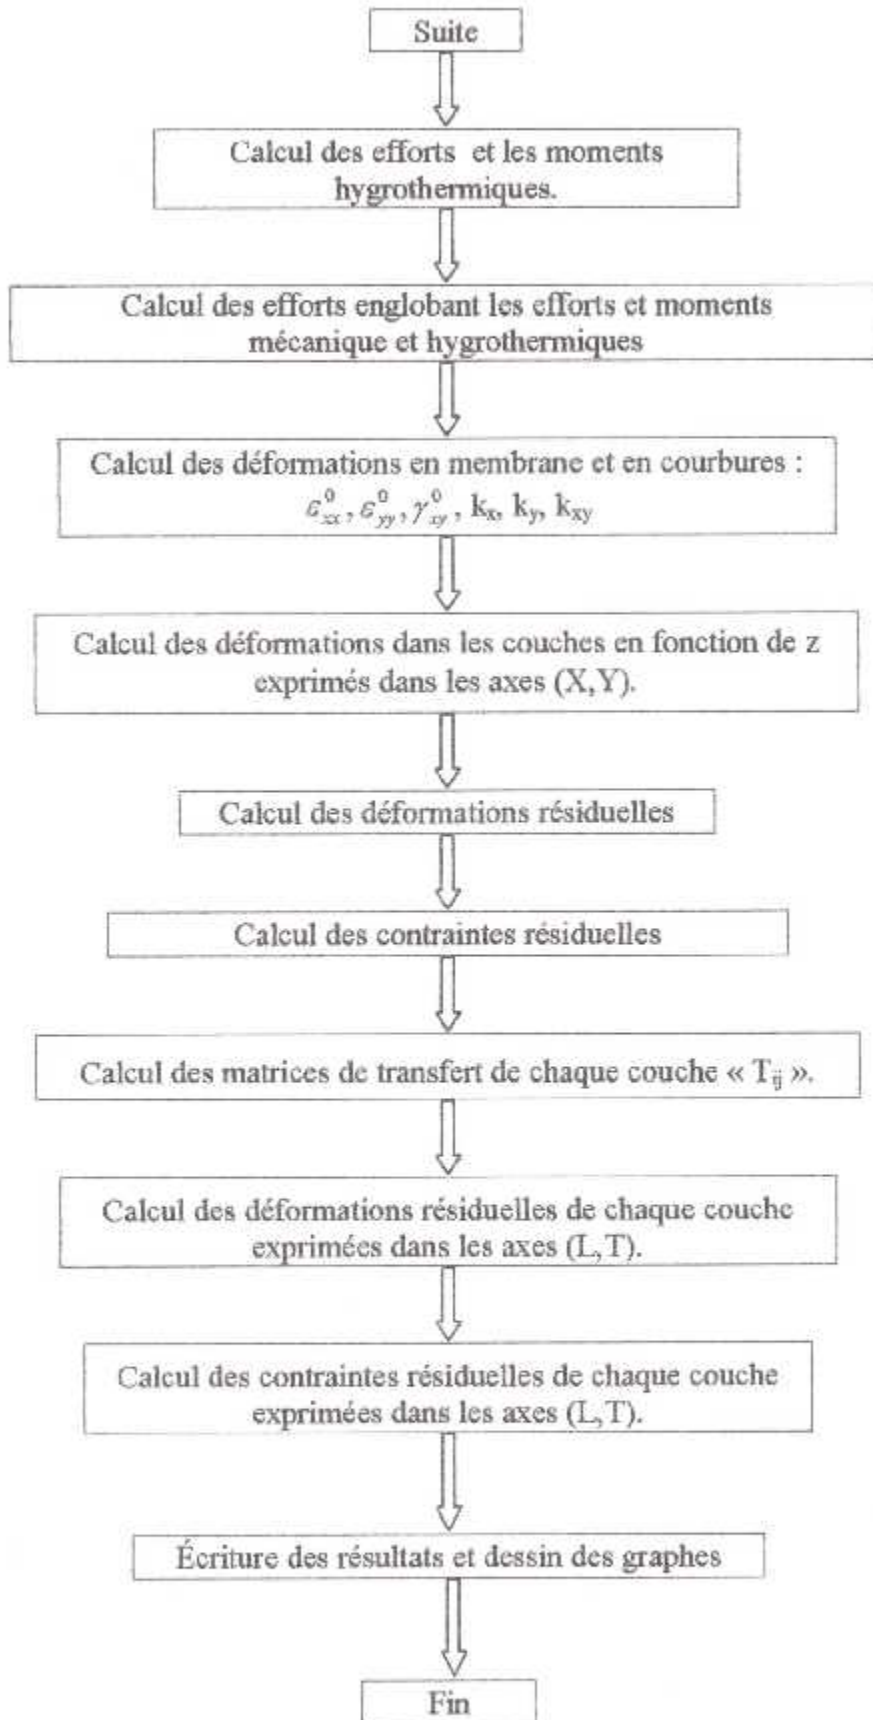 Suite
Calcul des efforts et les moments
hygrothermiques.
Calcul des efforts englobant les efforts et moments
mécanique et hygrothermiques
Calcul des déformations en membrane et en courbures :
ε⁰ₓₓ, ε⁰yy, γ⁰xy, kₓ, ky, kxy
Calcul des déformations dans les couches en fonction de z
exprimés dans les axes (X,Y).
Calcul des déformations résiduelles
Calcul des contraintes résiduelles
Calcul des matrices de transfert de chaque couche « Tij ».
Calcul des déformations résiduelles de chaque couche
exprimées dans les axes (L,T).
Calcul des contraintes résiduelles de chaque couche
exprimées dans les axes (L,T).
Écriture des résultats et dessin des graphes
Fin